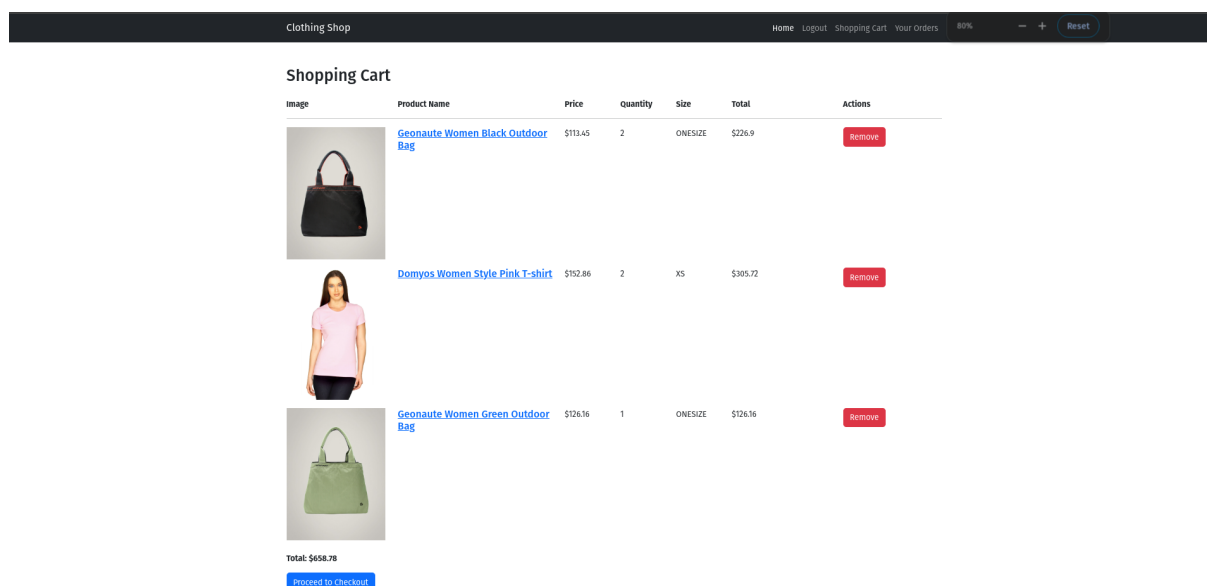 Clothing Shop
Home Logout Shopping Cart Your Orders
80% − + Reset
Shopping Cart
Image Product Name Price Quantity Size Total Actions
Geonaute Women Black Outdoor $113.45 2 ONESIZE $226.9 Remove
Bag
Domyos Women Style Pink T-shirt $152.86 2 XS $305.72 Remove
Geonaute Women Green Outdoor $126.16 1 ONESIZE $126.16 Remove
Bag
Total: $658.78
Proceed to Checkout